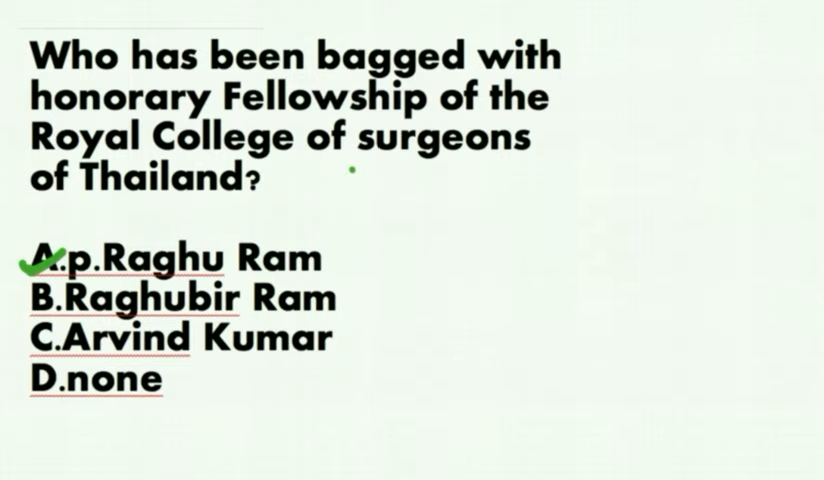 Who has been bagged with
honorary Fellowship of the
Royal College of surgeons
of Thailand?
A.p.Raghu Ram
B.Raghubir Ram
C.Arvind Kumar
D.none